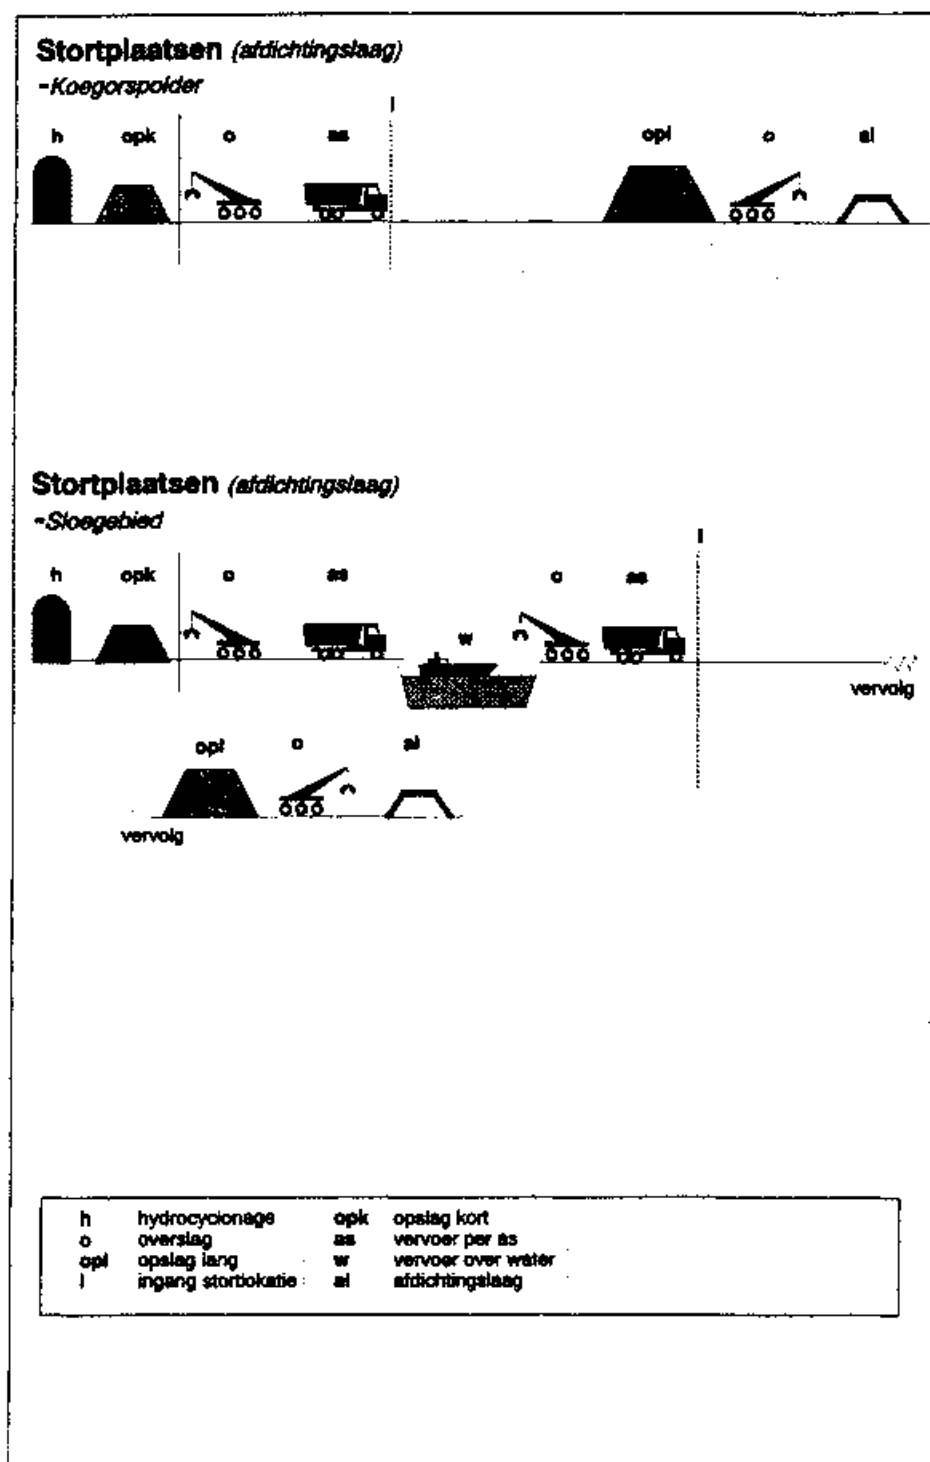 Stortplaatsen (afdichtingslaag)
-Koegorspolder
I
h opk o as opl o al
Stortplaatsen (afdichtingslaag)
-Sloegebied
I
h opk o as w o as
vervolg
opl o al
vervolg
h hydrocyclonage opk opslag kort
o overslag as vervoer per as
opl opslag lang w vervoer over water
I ingang stortlokatie al afdichtingslaag